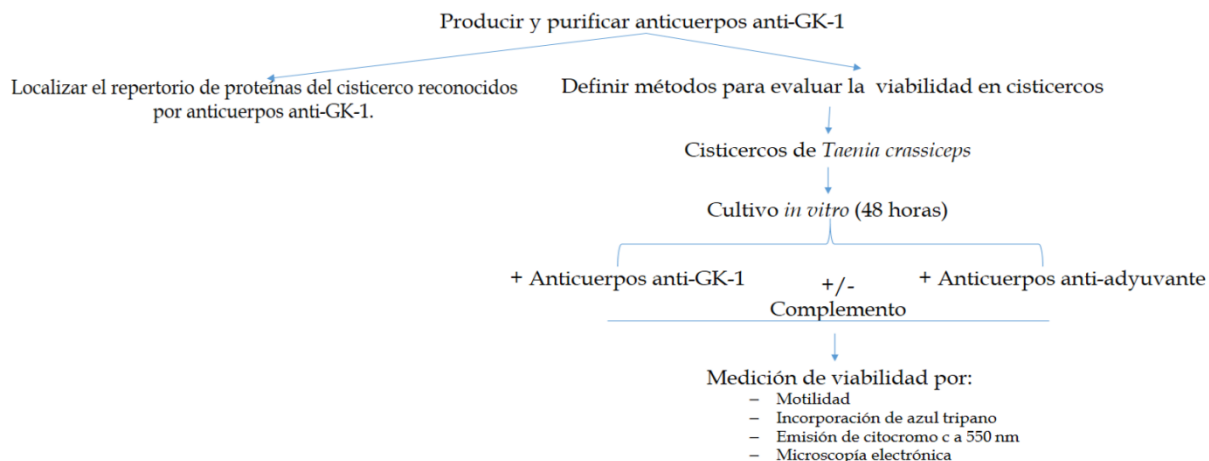 Producir y purificar anticuerpos anti-GK-1
Localizar el repertorio de proteínas del cisticerco reconocidos
por anticuerpos anti-GK-1.
Definir métodos para evaluar la viabilidad en cisticercos
Cisticercos de Taenia crassiceps
Cultivo in vitro (48 horas)
+ Anticuerpos anti-GK-1
+/-
Complemento
+ Anticuerpos anti-adyuvante
Medición de viabilidad por:
– Motilidad
– Incorporación de azul tripano
– Emisión de citocromo c a 550 nm
– Microscopía electrónica